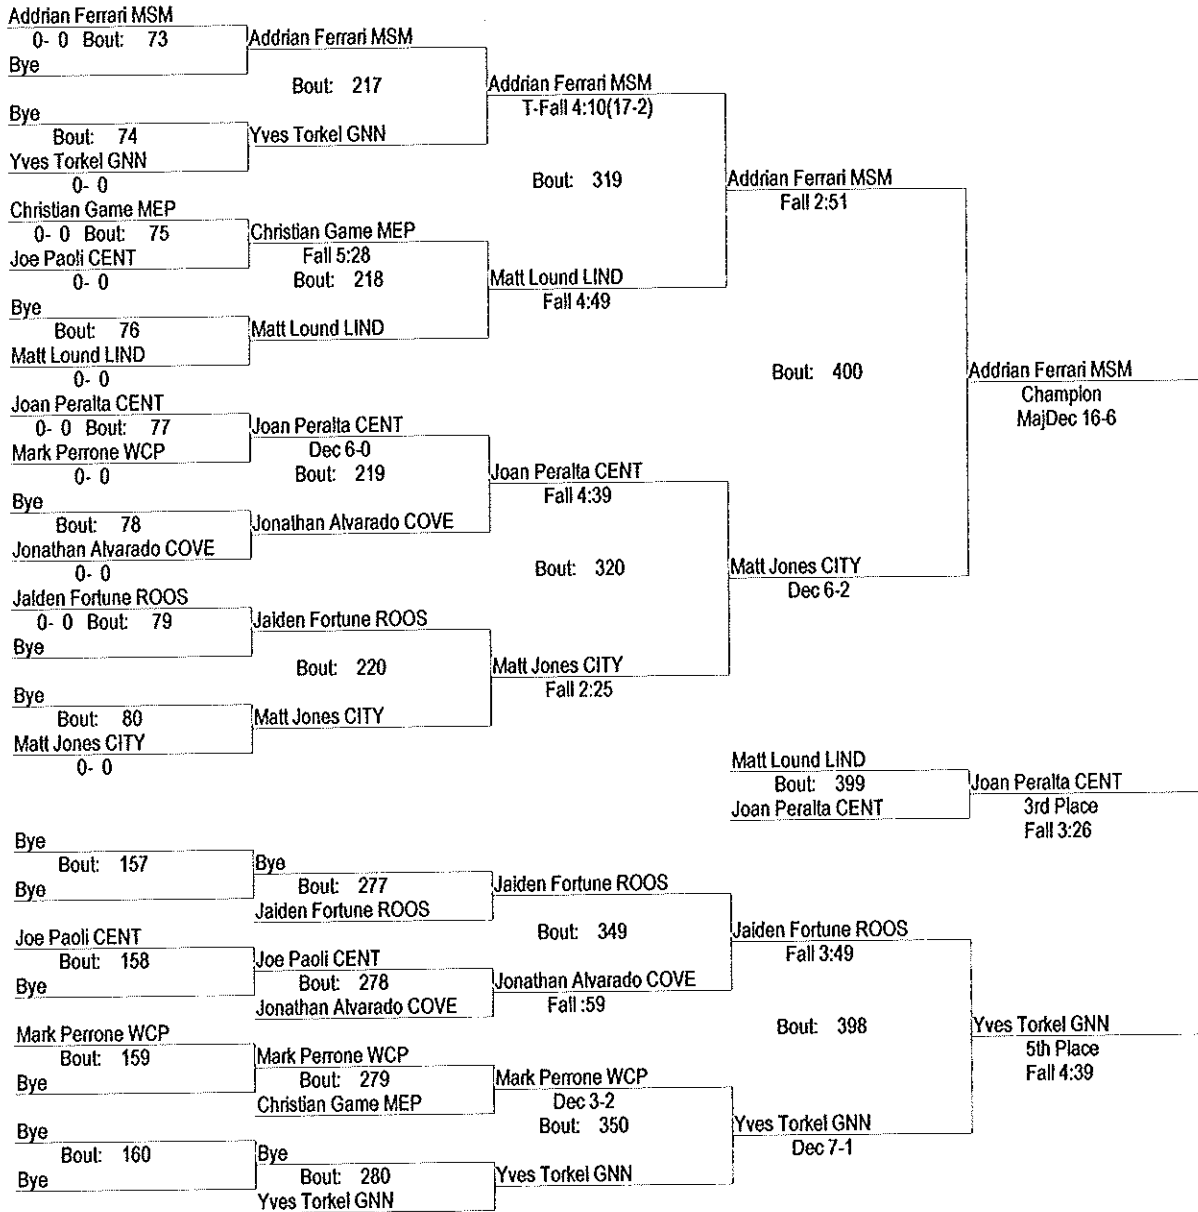 Addrian Ferrari MSM
0- 0 Bout: 73
Bye
Addrian Ferrari MSM
Bout: 217
Bye
Bout: 74
Yves Torkel GNN
0- 0
Yves Torkel GNN
Addrian Ferrari MSM
T-Fall 4:10(17-2)
Bout: 319
Christian Game MEP
0- 0 Bout: 75
Joe Paoli CENT
0- 0
Christian Game MEP
Fall 5:28
Bout: 218
Bye
Bout: 76
Matt Lound LIND
0- 0
Matt Lound LIND
Matt Lound LIND
Fall 4:49
Addrian Ferrari MSM
Fall 2:51
Bout: 400
Joan Peralta CENT
0- 0 Bout: 77
Mark Perrone WCP
0- 0
Joan Peralta CENT
Dec 6-0
Bout: 219
Bye
Bout: 78
Jonathan Alvarado COVE
0- 0
Jonathan Alvarado COVE
Joan Peralta CENT
Fall 4:39
Bout: 320
Jaiden Fortune ROOS
0- 0 Bout: 79
Bye
Jaiden Fortune ROOS
Bout: 220
Bye
Bout: 80
Matt Jones CITY
0- 0
Matt Jones CITY
Matt Jones CITY
Fall 2:25
Matt Jones CITY
Dec 6-2
Addrian Ferrari MSM
Champion
MajDec 16-6
Matt Lound LIND
Bout: 399
Joan Peralta CENT
Joan Peralta CENT
3rd Place
Fall 3:26
Bye
Bout: 157
Bye
Bye
Bout: 277
Jaiden Fortune ROOS
Jaiden Fortune ROOS
Bout: 349
Joe Paoli CENT
Bout: 158
Bye
Joe Paoli CENT
Bout: 278
Jonathan Alvarado COVE
Jonathan Alvarado COVE
Fall :59
Jaiden Fortune ROOS
Fall 3:49
Bout: 398
Mark Perrone WCP
Bout: 159
Bye
Mark Perrone WCP
Bout: 279
Christian Game MEP
Mark Perrone WCP
Dec 3-2
Bout: 350
Bye
Bout: 160
Bye
Bye
Bout: 280
Yves Torkel GNN
Yves Torkel GNN
Yves Torkel GNN
Dec 7-1
Yves Torkel GNN
5th Place
Fall 4:39